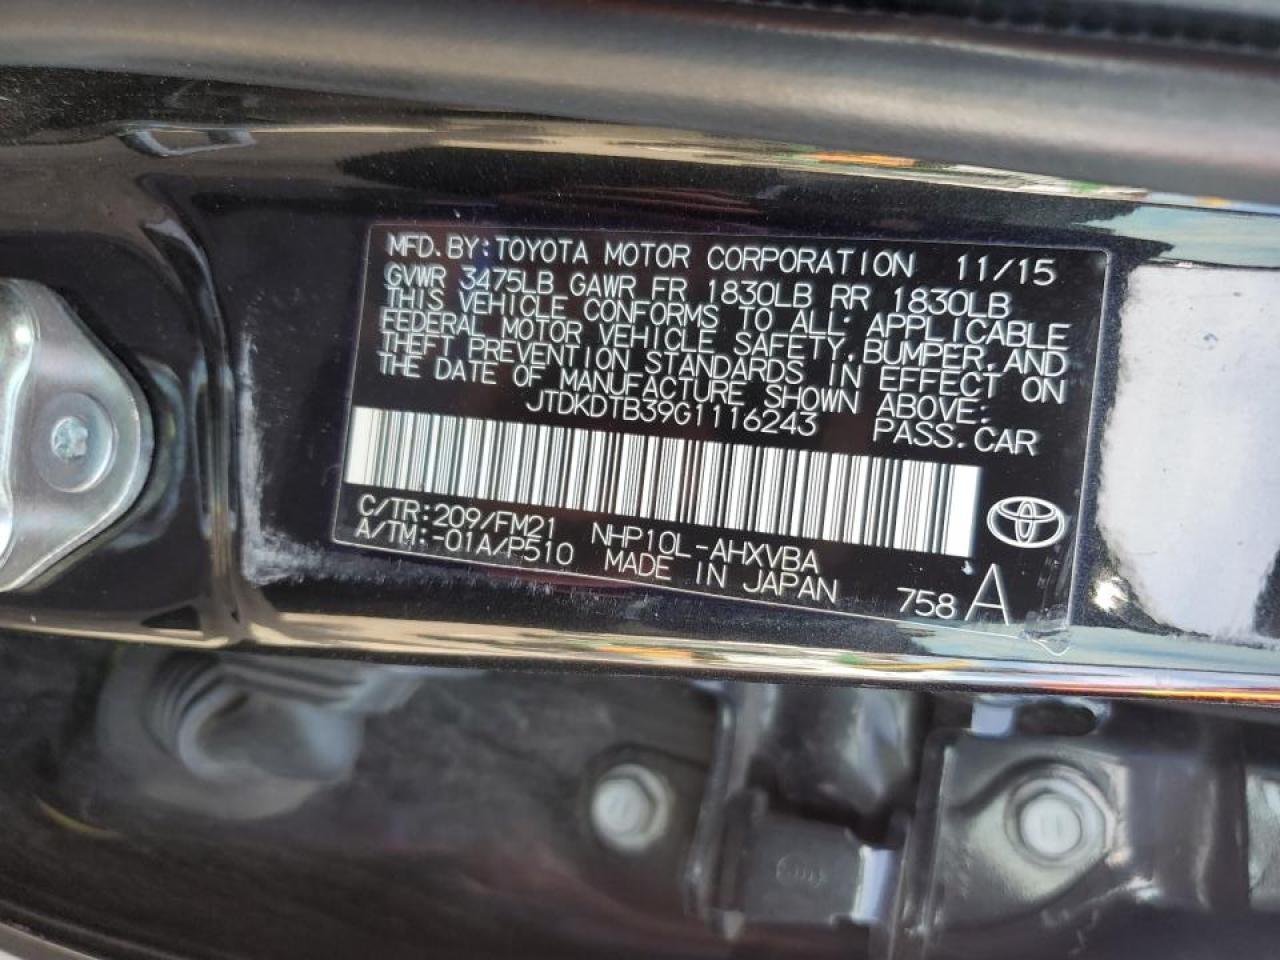 MFD.BY:TOYOTA MOTOR CORPORATION 11/15
GVWR 3475LB GAWR FR 1830LB RR 1830LB
THIS VEHICLE CONFORMS TO ALL APPLICABLE
FEDERAL MOTOR VEHICLE SAFETY,BUMPER,AND
THEFT PREVENTION STANDARDS IN EFFECT ON
THE DATE OF MANUFACTURE SHOWN ABOVE.
JTDKDTB39G1116243 PASS.CAR
C/TR:209/FM21 NHP10L-AHXVBA
A/TM:-01A/P510 MADE IN JAPAN 758 A